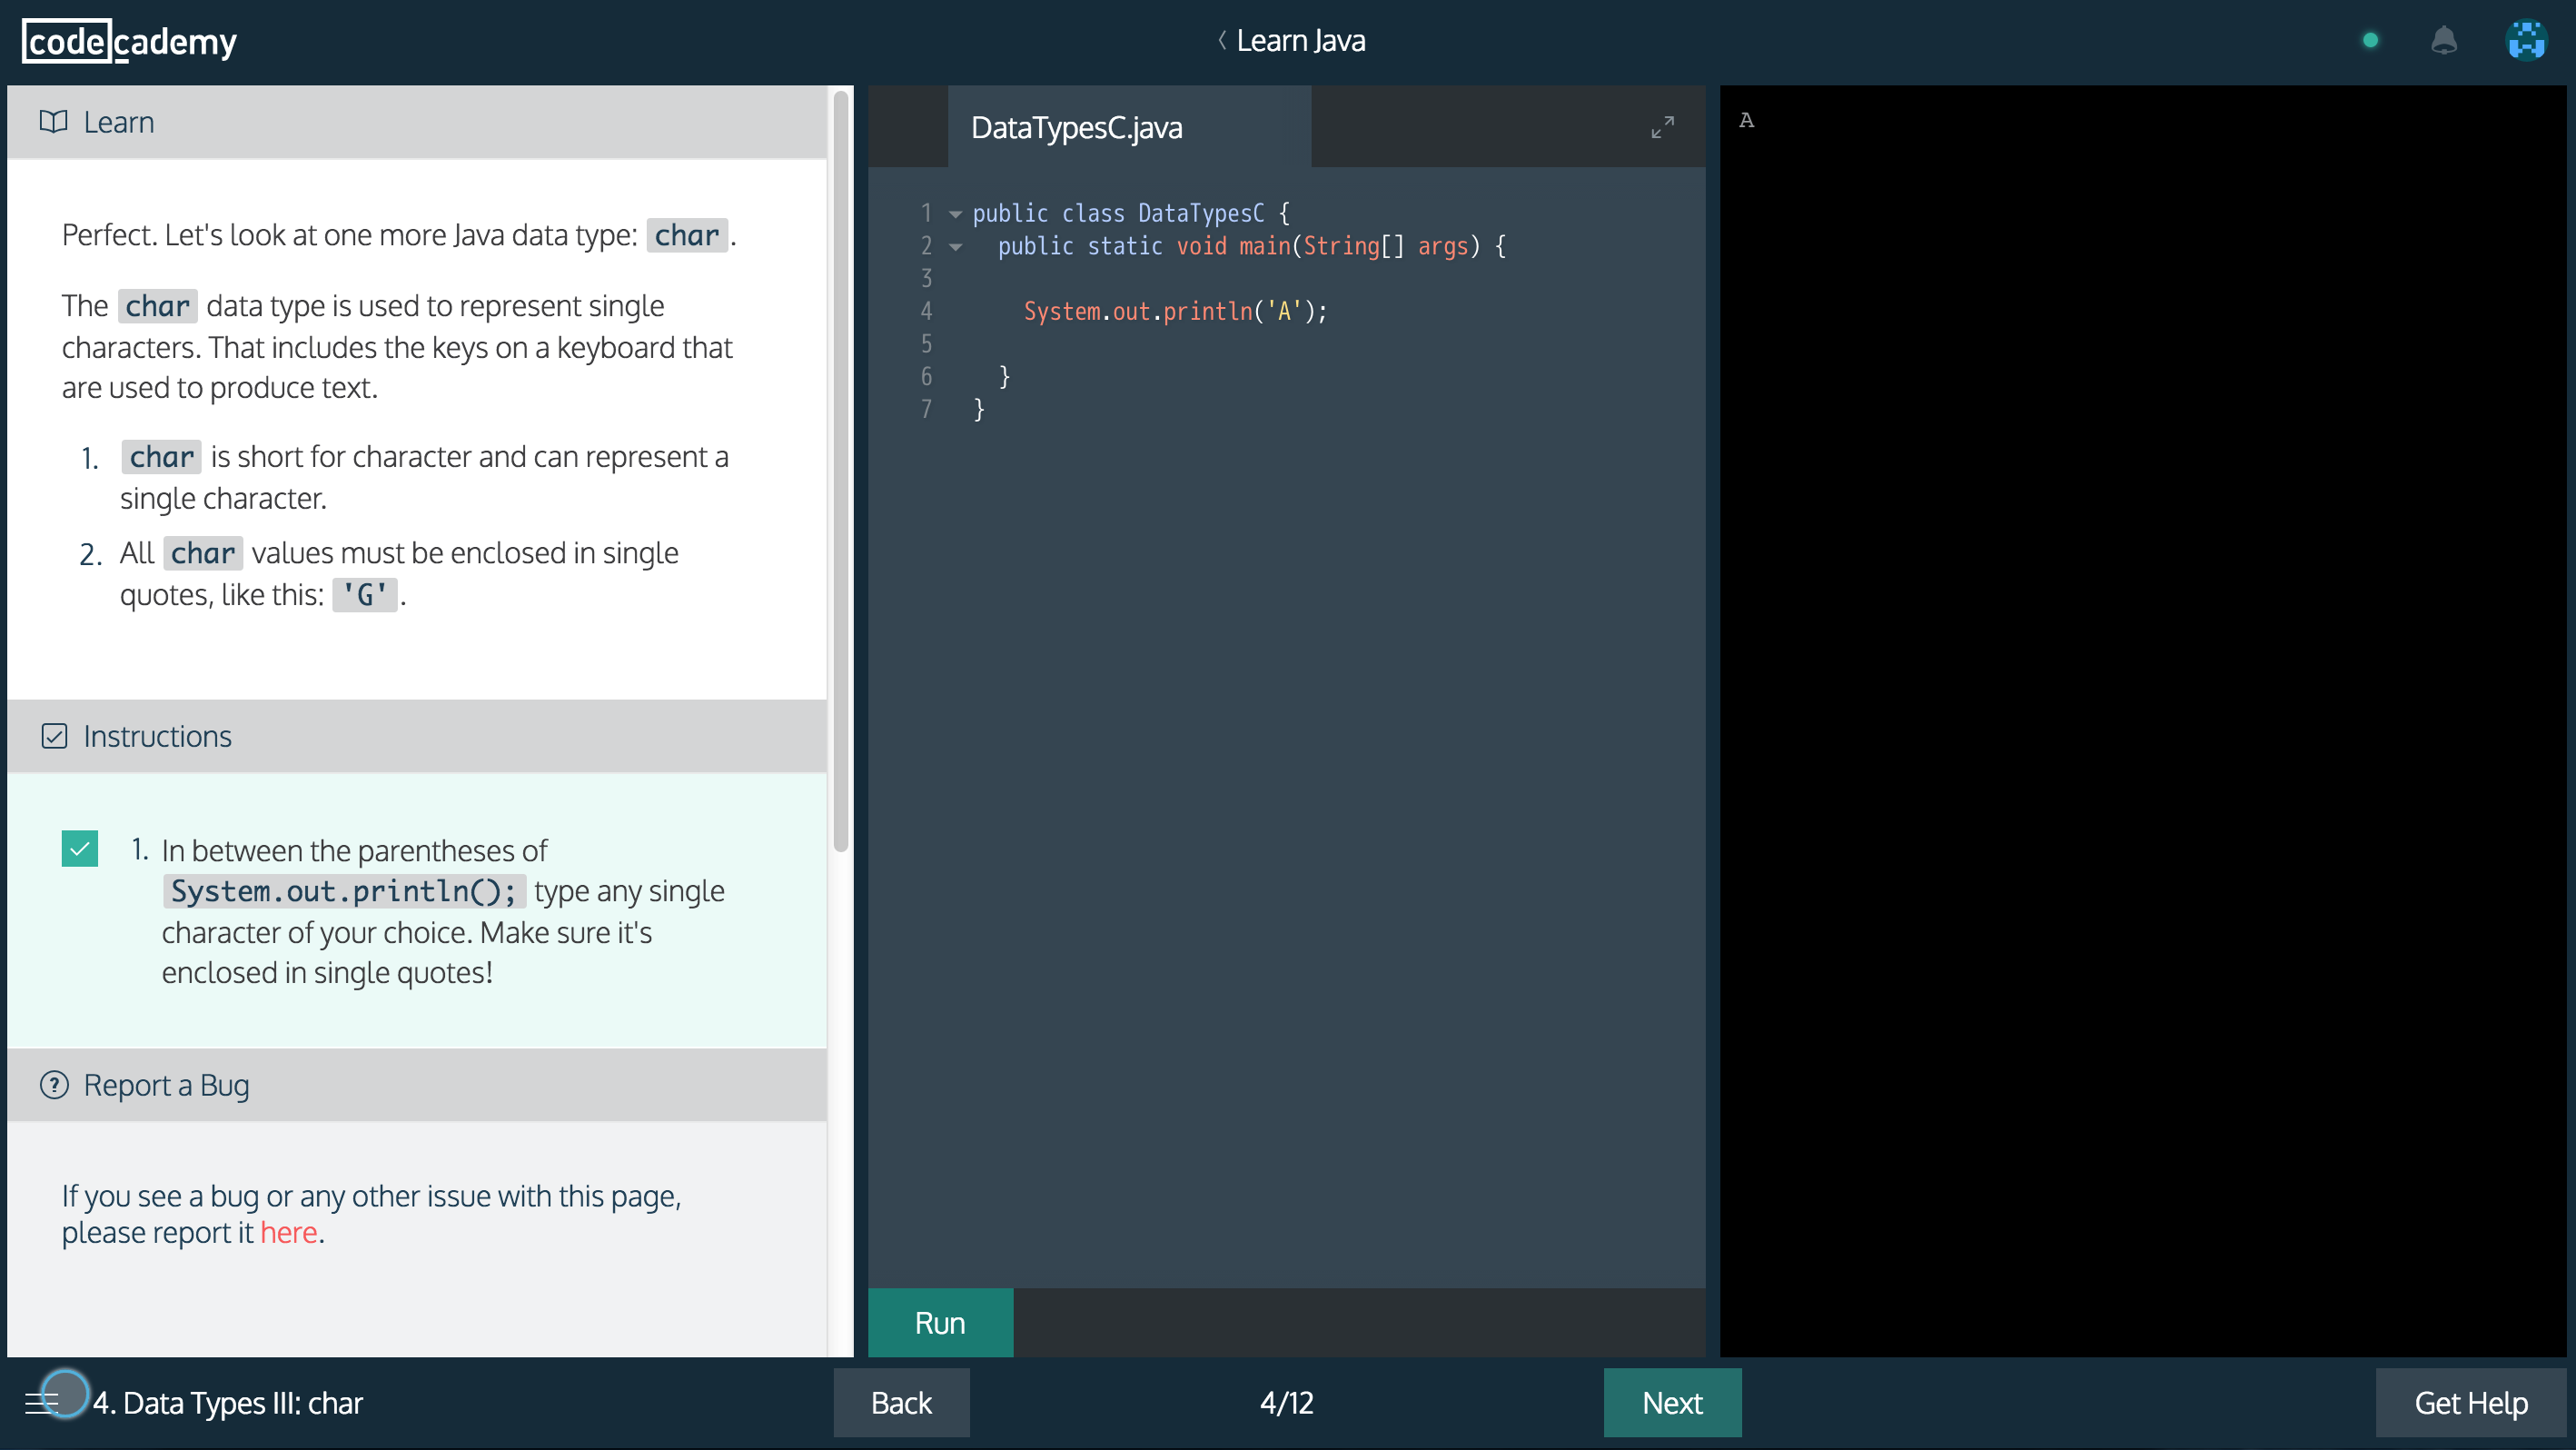 codecademy
Learn Java
Learn
Perfect. Let's look at one more Java data type: char.
The char data type is used to represent single
characters. That includes the keys on a keyboard that
are used to produce text.
1. char is short for character and can represent a
single character.
2. All char values must be enclosed in single
quotes, like this: 'G'.
Instructions
1. In between the parentheses of
System.out.println(); type any single
character of your choice. Make sure it's
enclosed in single quotes!
Report a Bug
If you see a bug or any other issue with this page,
please report it here.
DataTypesC.java
1 public class DataTypesC {
2 public static void main(String[] args) {
3
4 System.out.println('A');
5
6 }
7 }
Run
A
4. Data Types III: char
Back
4/12
Next
Get Help